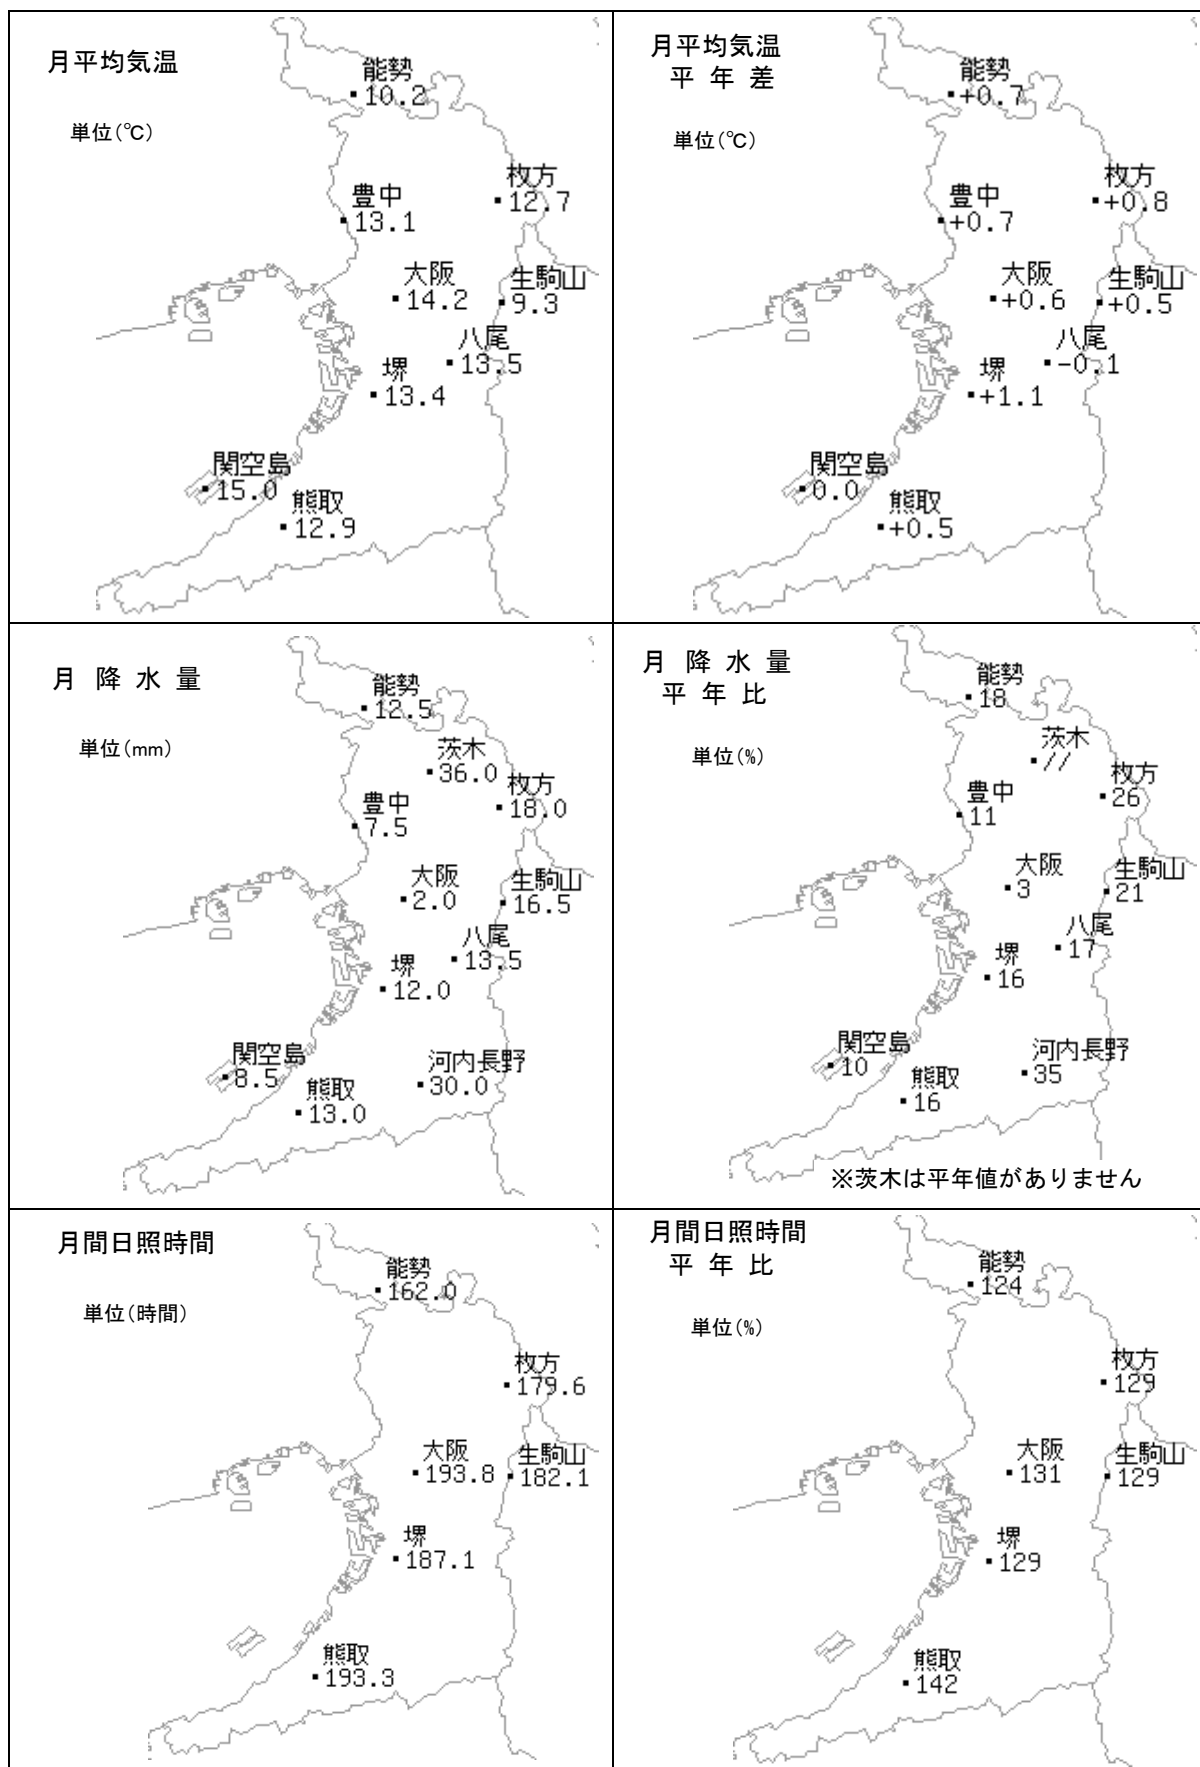 月平均気温
単位(℃)
能勢
10.2
枚方
12.7
豊中
13.1
大阪
14.2
生駒山
9.3
八尾
13.5
堺
13.4
関空島
15.0
熊取
12.9
月平均気温
平年差
単位(℃)
能勢
+0.7
枚方
+0.8
豊中
+0.7
大阪
+0.6
生駒山
+0.5
八尾
-0.1
堺
+1.1
関空島
0.0
熊取
+0.5
月降水量
単位(mm)
能勢
12.5
茨木
36.0
枚方
18.0
豊中
7.5
大阪
2.0
生駒山
16.5
八尾
13.5
堺
12.0
関空島
8.5
河内長野
30.0
熊取
13.0
月降水量
平年比
単位(%)
能勢
18
茨木
//
枚方
26
豊中
11
大阪
3
生駒山
21
八尾
17
堺
16
関空島
10
河内長野
35
熊取
16
※茨木は平年値がありません
月間日照時間
単位(時間)
能勢
162.0
枚方
179.6
大阪
193.8
生駒山
182.1
堺
187.1
熊取
193.3
月間日照時間
平年比
単位(%)
能勢
124
枚方
129
大阪
131
生駒山
129
堺
129
熊取
142